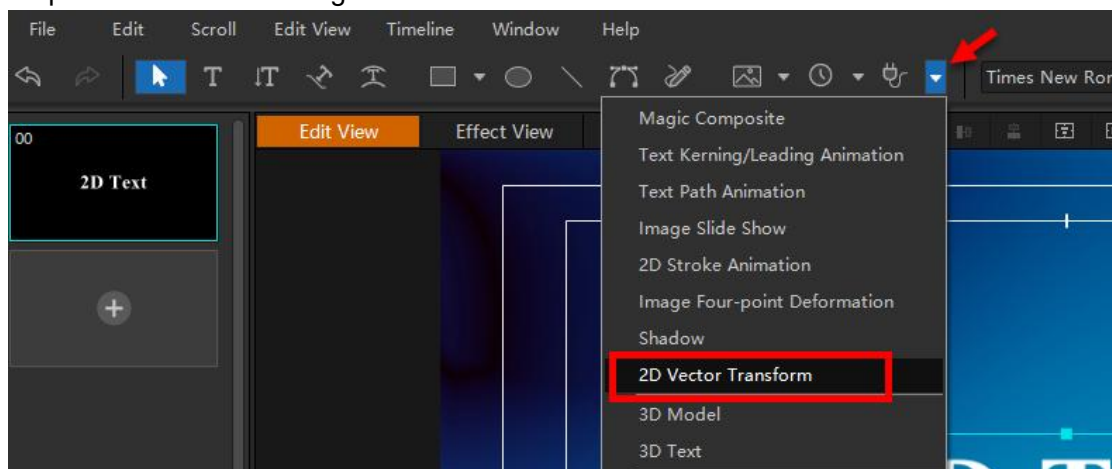 File Edit Scroll Edit View Timeline Window Help
T IT T Times New Ror
00
2D Text
Edit View Effect View
Magic Composite
Text Kerning/Leading Animation
Text Path Animation
Image Slide Show
2D Stroke Animation
Image Four-point Deformation
Shadow
2D Vector Transform
3D Model
3D Text